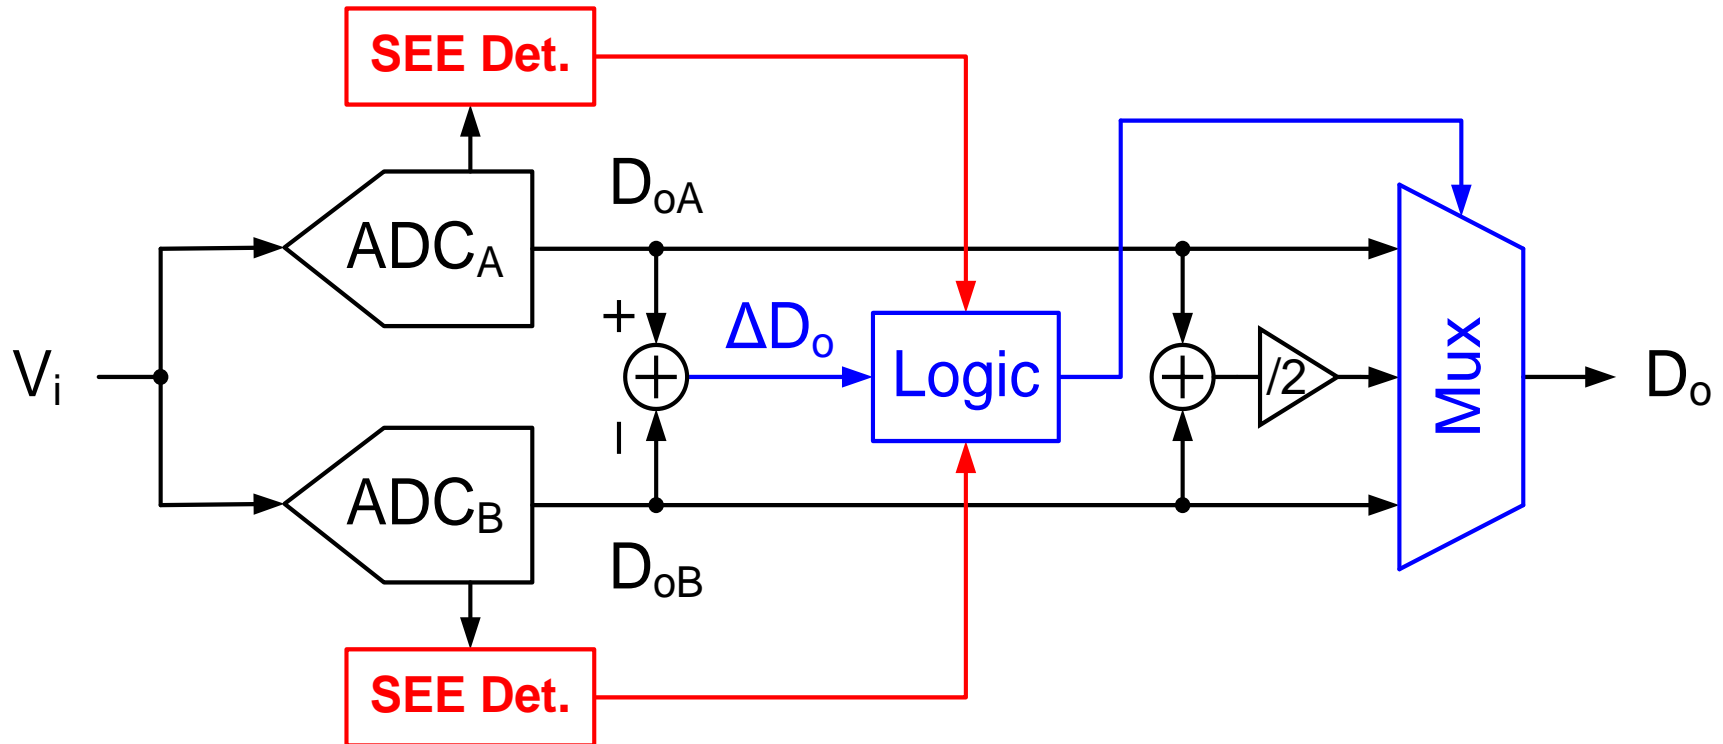 SEE Det.
DoA
ADCA
+
ΔDo
Vi
Logic
/2
Mux
Do
–
ADCB
DoB
SEE Det.